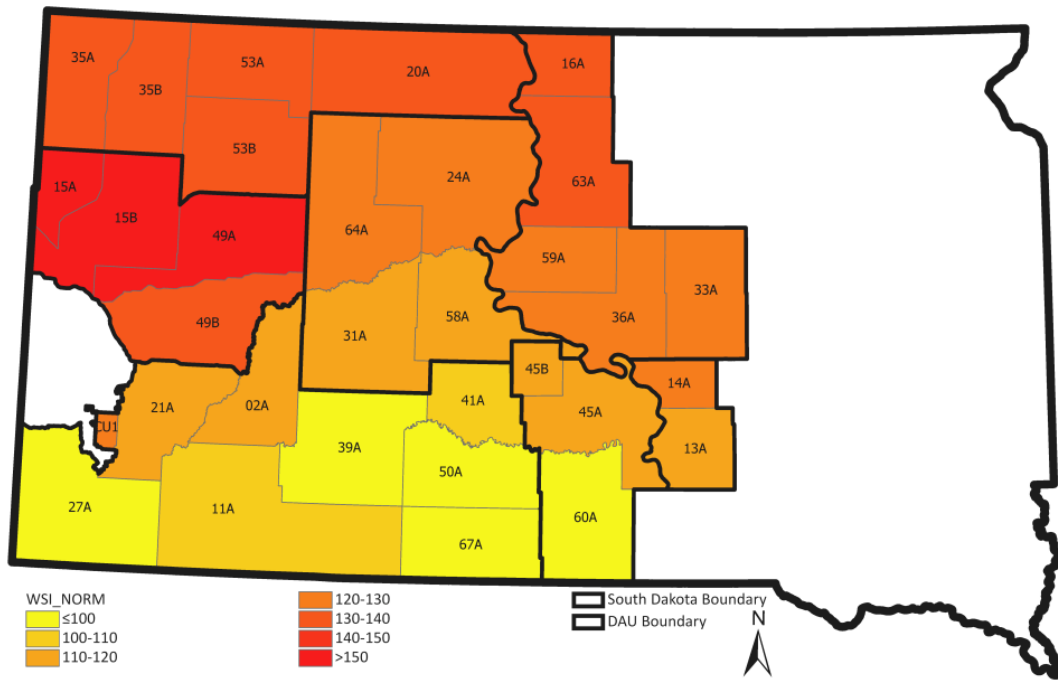 35A
35B
53A
20A
16A
53B
24A
63A
15A
15B
49A
64A
59A
33A
36A
49B
31A
58A
45B
14A
21A
02A
41A
45A
CU1
39A
13A
50A
27A
11A
60A
67A
WSI_NORM
≤100
100-110
110-120
120-130
130-140
140-150
>150
South Dakota Boundary
DAU Boundary
N